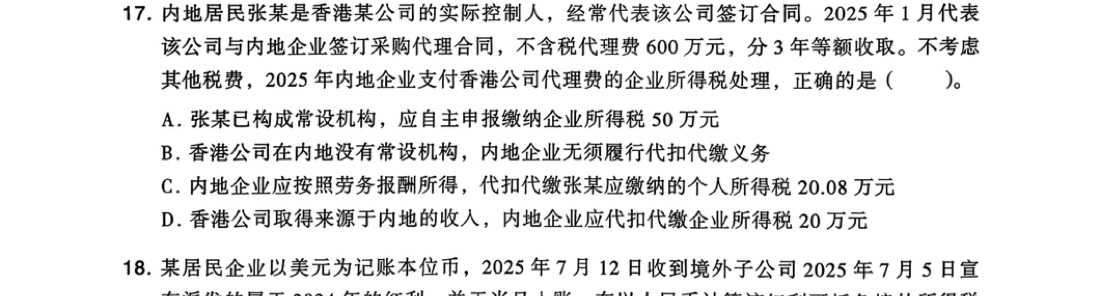 17. 内地居民张某是香港某公司的实际控制人，经常代表该公司签订合同。2025 年 1 月代表
该公司与内地企业签订采购代理合同，不含税代理费 600 万元，分 3 年等额收取。不考虑
其他税费，2025 年内地企业支付香港公司代理费的企业所得税处理，正确的是（　　）。
A. 张某已构成常设机构，应自主申报缴纳企业所得税 50 万元
B. 香港公司在内地没有常设机构，内地企业无须履行代扣代缴义务
C. 内地企业应按照劳务报酬所得，代扣代缴张某应缴纳的个人所得税 20.08 万元
D. 香港公司取得来源于内地的收入，内地企业应代扣代缴企业所得税 20 万元
18. 某居民企业以美元为记账本位币，2025 年 7 月 12 日收到境外子公司 2025 年 7 月 5 日宣